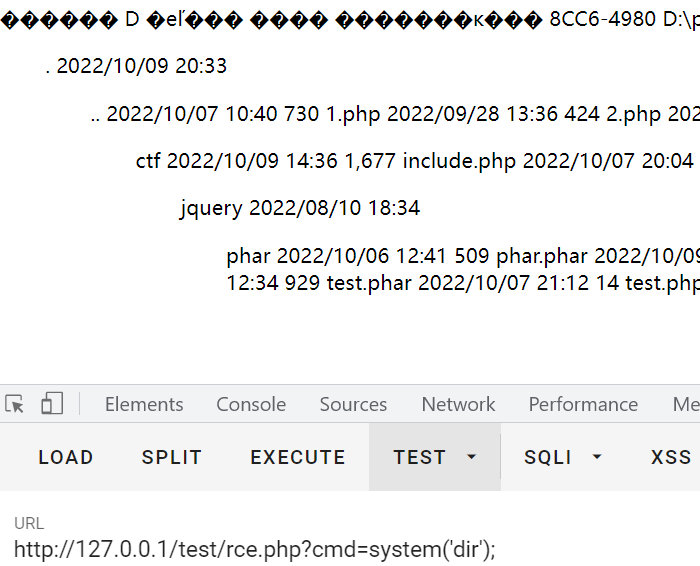 ������ D �eľ��� ���� �������κ��� 8CC6-4980 D:\p
. 2022/10/09 20:33
.. 2022/10/07 10:40 730 1.php 2022/09/28 13:36 424 2.php 202
ctf 2022/10/09 14:36 1,677 include.php 2022/10/07 20:04
jquery 2022/08/10 18:34
phar 2022/10/06 12:41 509 phar.phar 2022/10/09
12:34 929 test.phar 2022/10/07 21:12 14 test.php
Elements Console Sources Network Performance Me
LOAD SPLIT EXECUTE TEST SQLI XSS
URL
http://127.0.0.1/test/rce.php?cmd=system('dir');